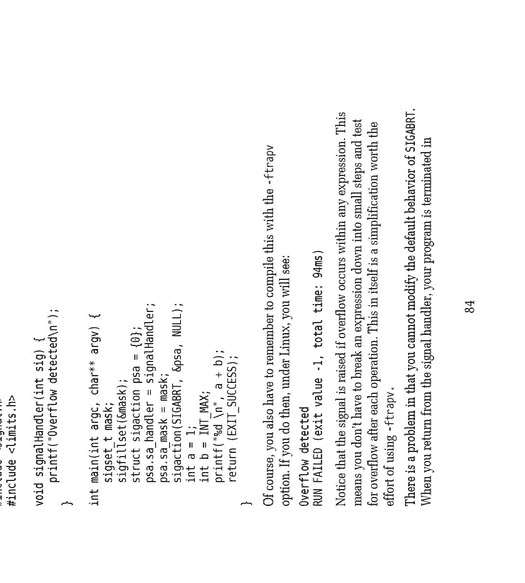 #include <limits.h>
void signalHandler(int sig) {
printf("Overflow detected\n");
}
int main(int argc, char** argv) {
sigset_t mask;
sigfillset(&mask);
struct sigaction psa = {0};
psa.sa_handler = signalHandler;
psa.sa_mask = mask;
sigaction(SIGABRT, &psa, NULL);
int a = 1;
int b = INT_MAX;
printf("%d \n", a + b);
return (EXIT_SUCCESS);
}
Of course, you also have to remember to compile this with the -ftrapv
option. If you do then, under Linux, you will see:
Overflow detected
RUN FAILED (exit value -1, total time: 94ms)
Notice that the signal is raised if overflow occurs within any expression. This
means you don't have to break an expression down into small steps and test
for overflow after each operation. This in itself is a simplification worth the
effort of using -ftrapv.
There is a problem in that you cannot modify the default behavior of SIGABRT.
When you return from the signal handler, your program is terminated in
84